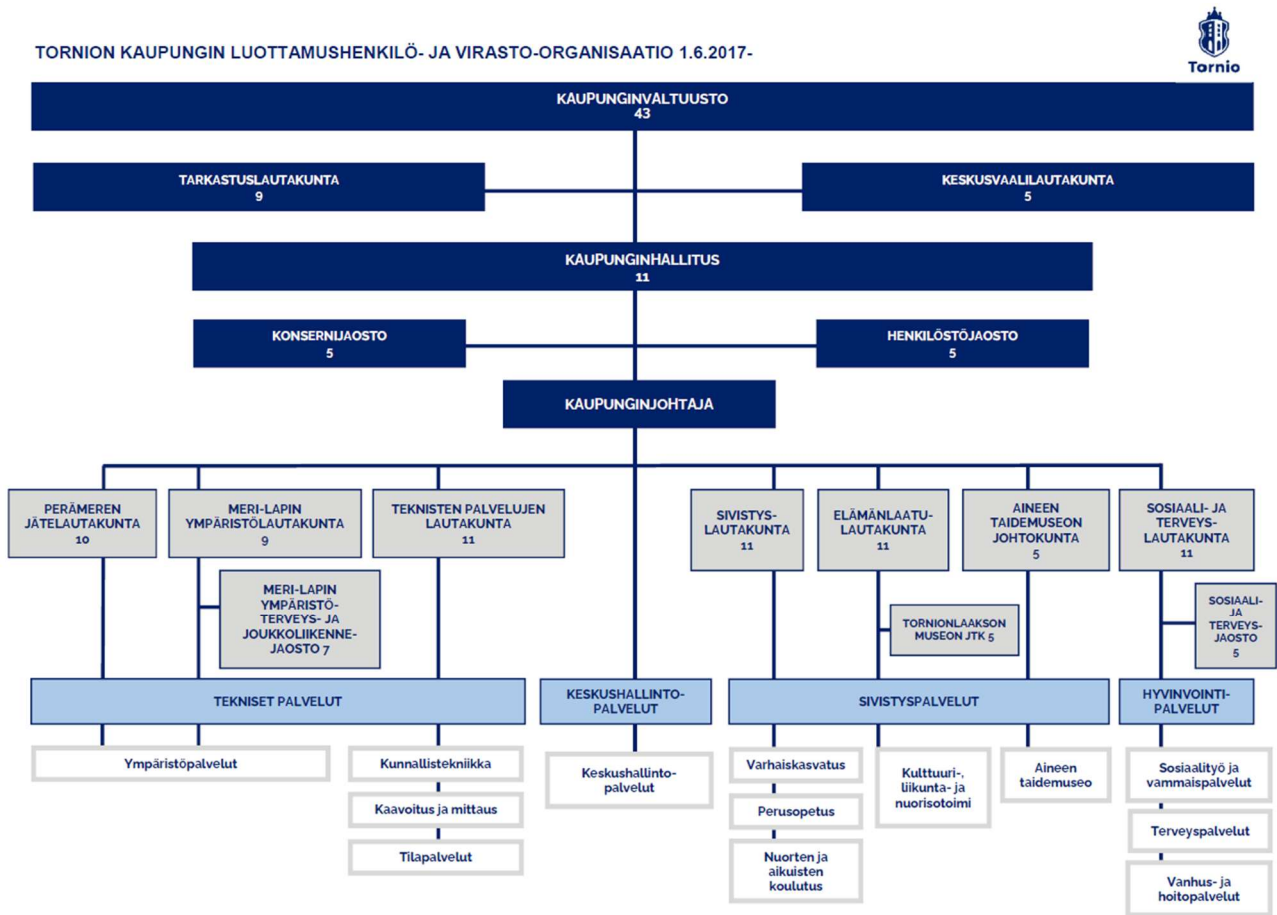 TORNION KAUPUNGIN LUOTTAMUSHENKILÖ- JA VIRASTO-ORGANISAATIO 1.6.2017-
Tornio
KAUPUNGINVALTUUSTO
43
TARKASTUSLAUTAKUNTA
9
KESKUSVAALILAUTAKUNTA
5
KAUPUNGINHALLITUS
11
KONSERNIJAOSTO
5
HENKILÖSTÖJAOSTO
5
KAUPUNGINJOHTAJA
PERÄMEREN
JÄTELAUTAKUNTA
10
MERI-LAPIN
YMPÄRISTÖLAUTAKUNTA
9
TEKNISTEN PALVELUJEN
LAUTAKUNTA
11
SIVISTYS-
LAUTAKUNTA
11
ELÄMÄNLAATU-
LAUTAKUNTA
11
AINEEN
TAIDEMUSEON
JOHTOKUNTA
5
SOSIAALI- JA
TERVEYS-
LAUTAKUNTA
11
MERI-LAPIN
YMPÄRISTÖ-
TERVEYS- JA
JOUKKOLIIKENNE-
JAOSTO 7
TORNIONLAAKSON
MUSEON JTK 5
SOSIAALI-
JA
TERVEYS-
JAOSTO
5
TEKNISET PALVELUT
KESKUSHALLINTO-
PALVELUT
SIVISTYSPALVELUT
HYVINVOINTI-
PALVELUT
Ympäristöpalvelut
Kunnallistekniikka
Kaavoitus ja mittaus
Tilapalvelut
Keskushallinto-
palvelut
Varhaiskasvatus
Perusopetus
Nuorten ja
aikuisten
koulutus
Kulttuuri-,
liikunta- ja
nuorisotoimi
Aineen
taidemuseo
Sosiaalityö ja
vammaispalvelut
Terveyspalvelut
Vanhus- ja
hoitopalvelut